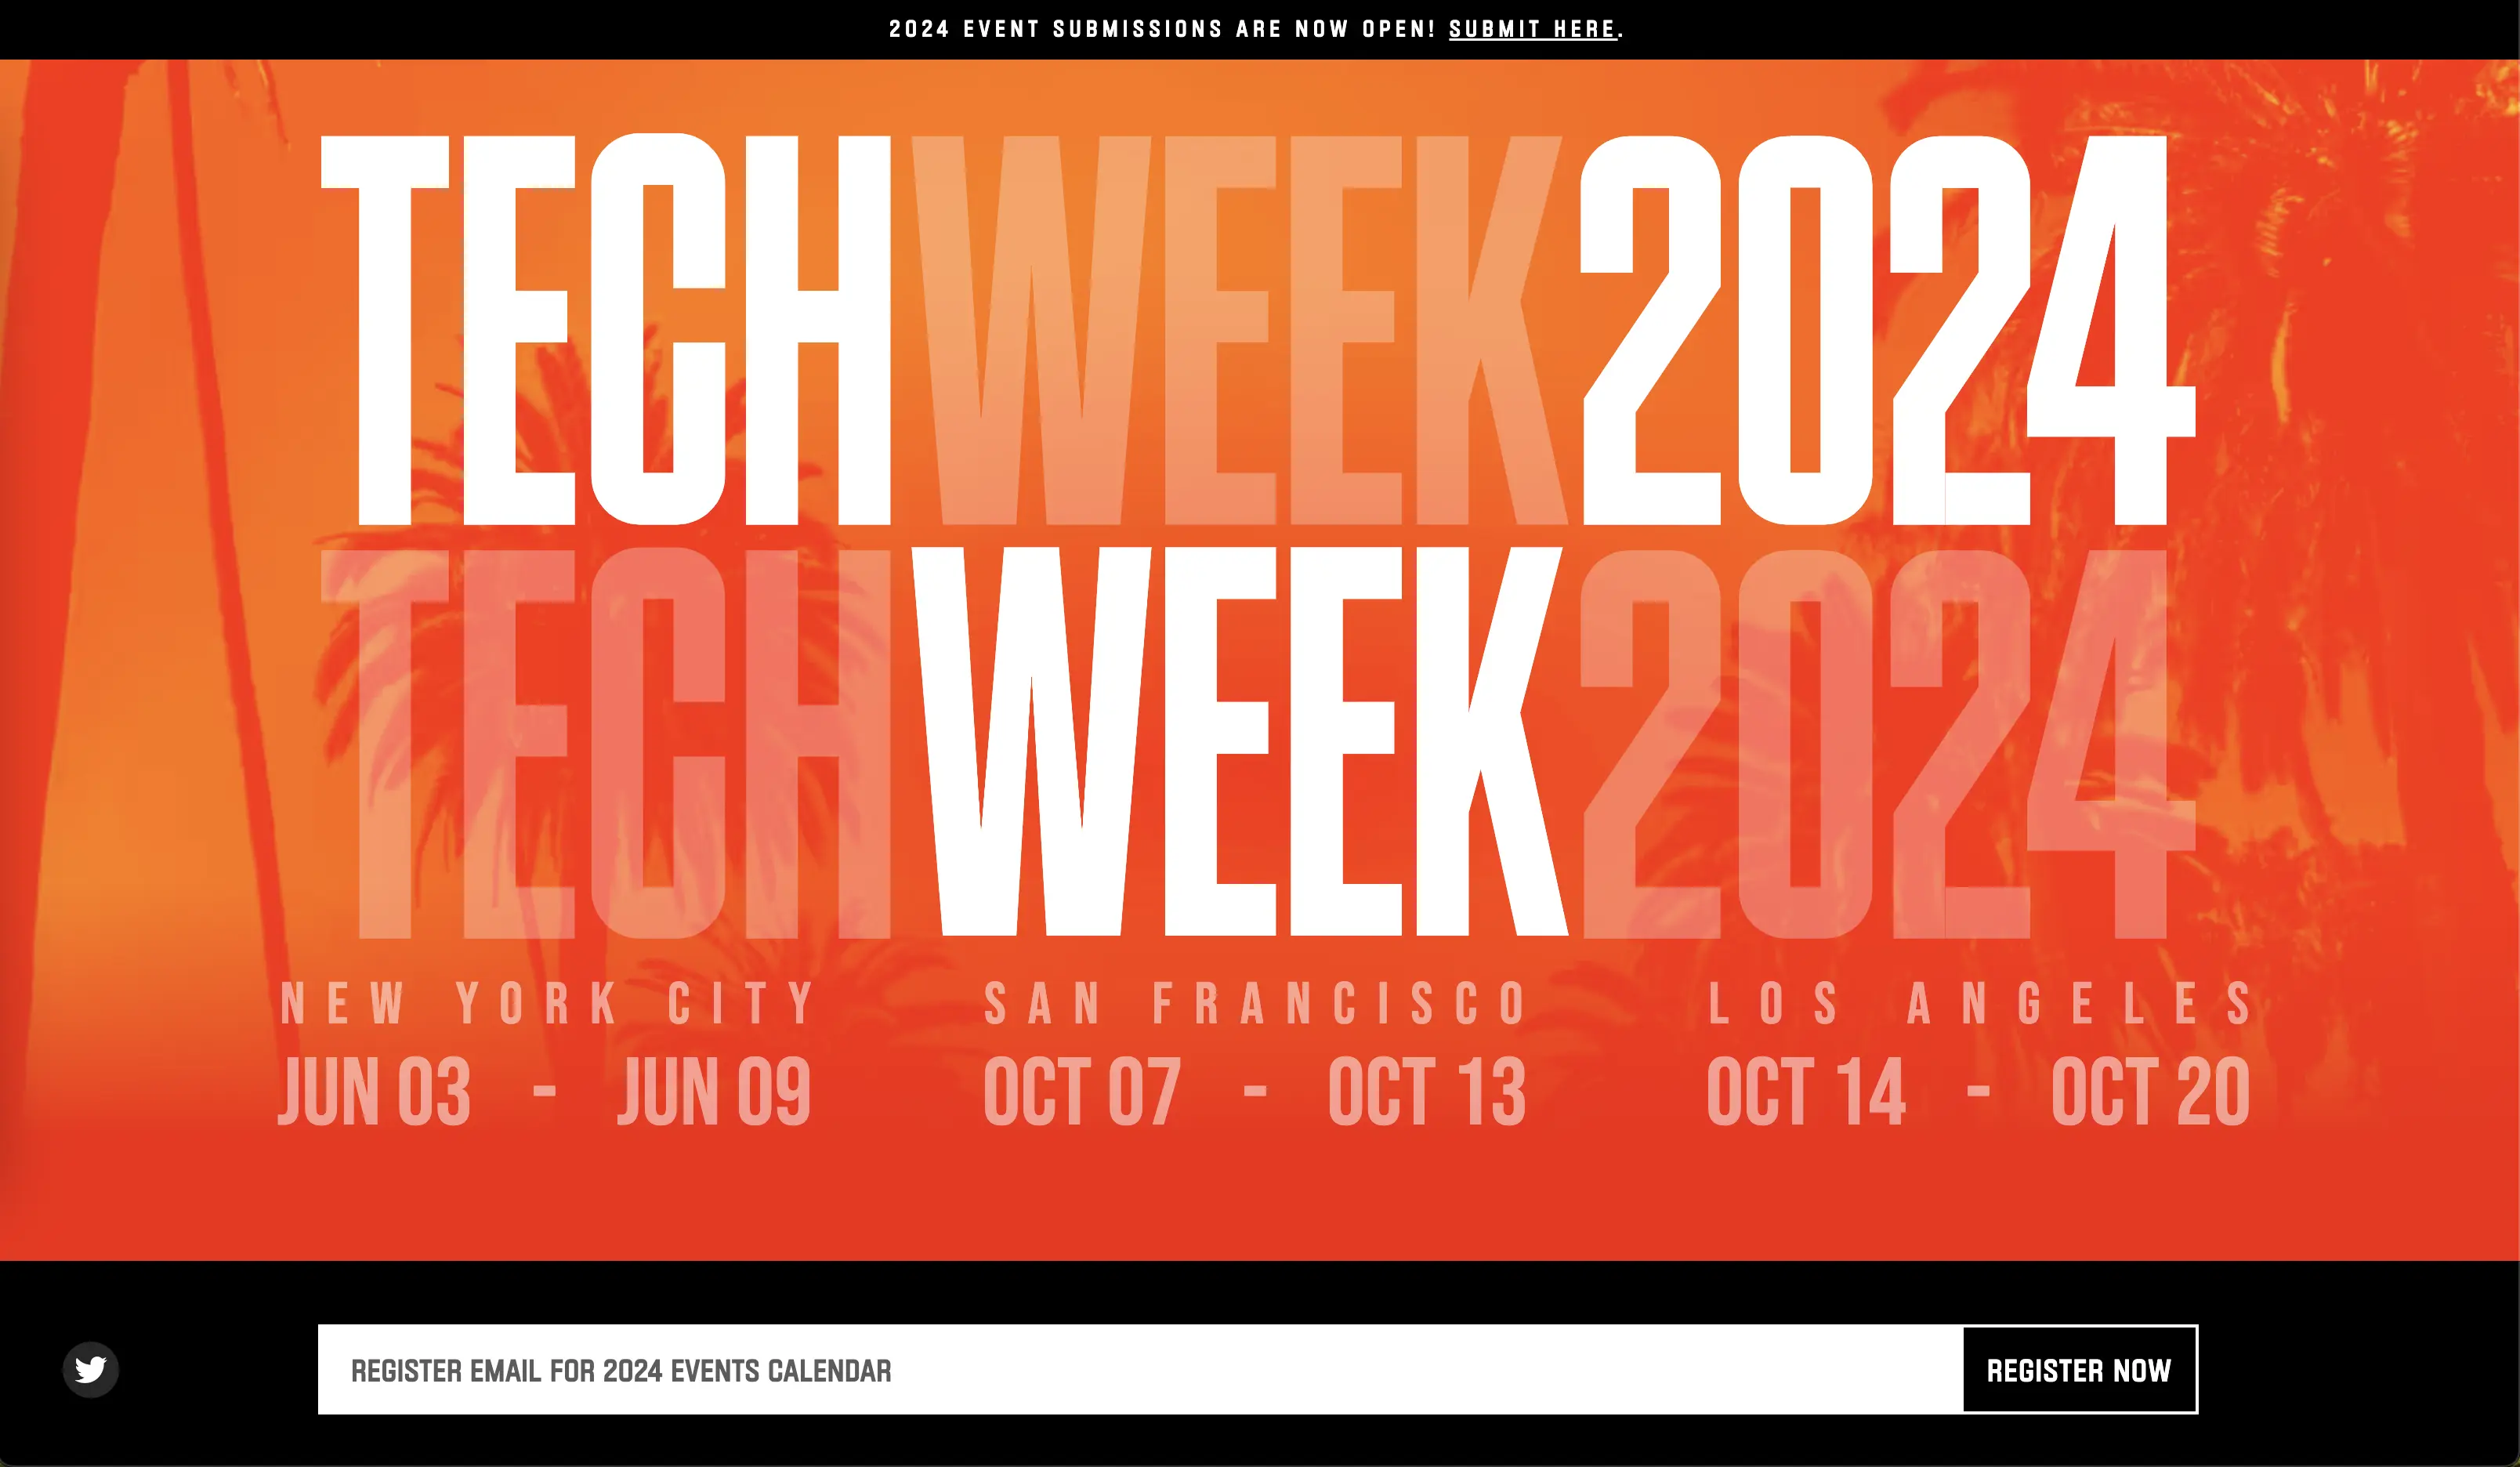 2024 EVENT SUBMISSIONS ARE NOW OPEN! SUBMIT HERE.
TECHWEEK2024
TECHWEEK2024
NEW YORK CITY
JUN 03 - JUN 09
SAN FRANCISCO
OCT 07 - OCT 13
LOS ANGELES
OCT 14 - OCT 20
REGISTER EMAIL FOR 2024 EVENTS CALENDAR
REGISTER NOW